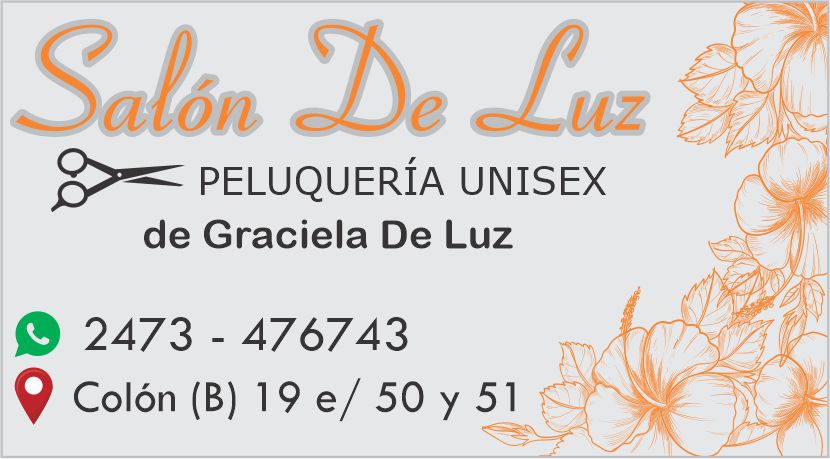 Salón De Luz
PELUQUERÍA UNISEX
de Graciela De Luz
2473 - 476743
Colón (B) 19 e/ 50 y 51